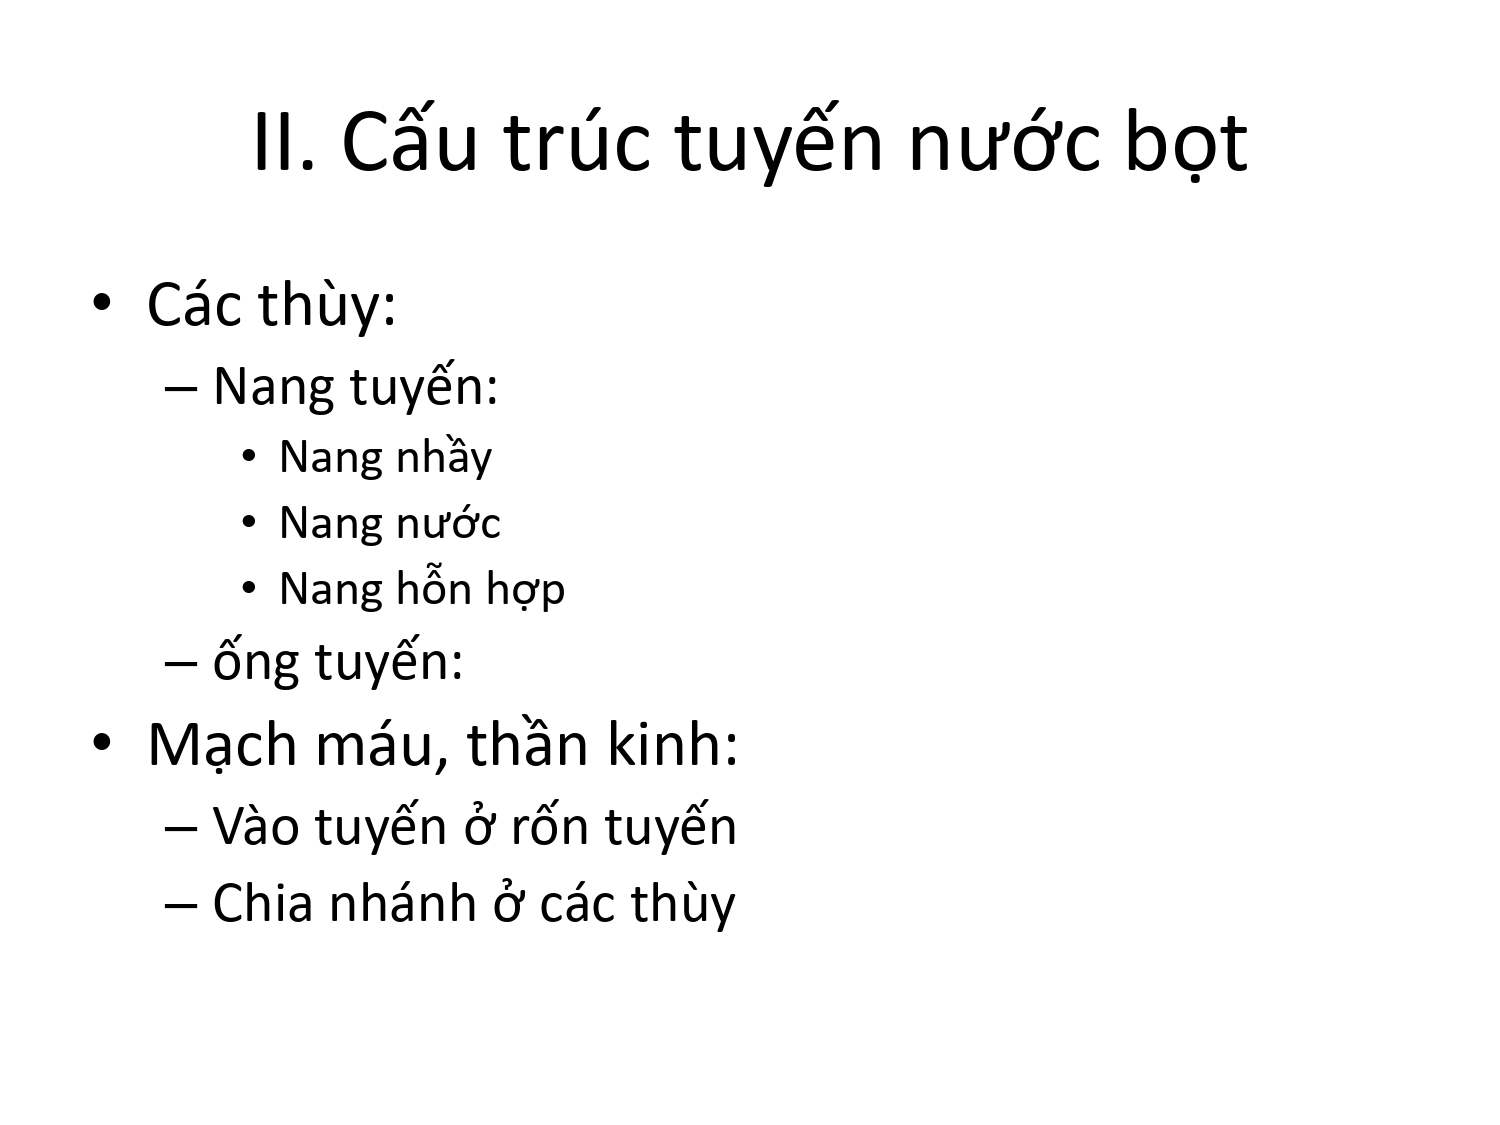 II. Cấu trúc tuyến nước bọt
• Các thùy:
– Nang tuyến:
• Nang nhầy
• Nang nước
• Nang hỗn hợp
– ống tuyến:
• Mạch máu, thần kinh:
– Vào tuyến ở rốn tuyến
– Chia nhánh ở các thùy